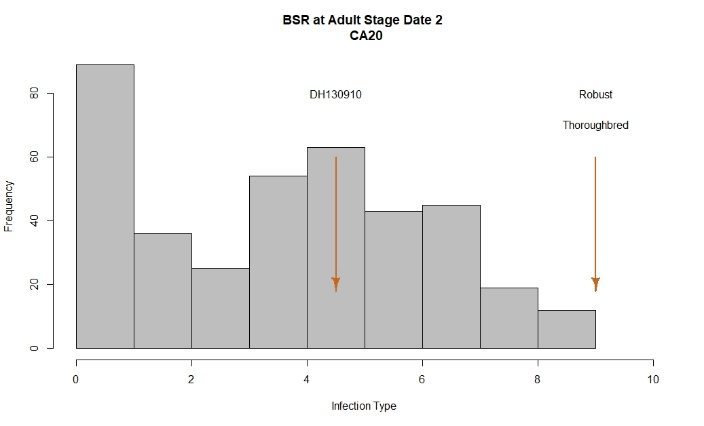 BSR at Adult Stage Date 2
CA20
DH130910
Robust
Thoroughbred
Frequency
80
60
40
20
0
0 2 4 6 8 10
Infection Type